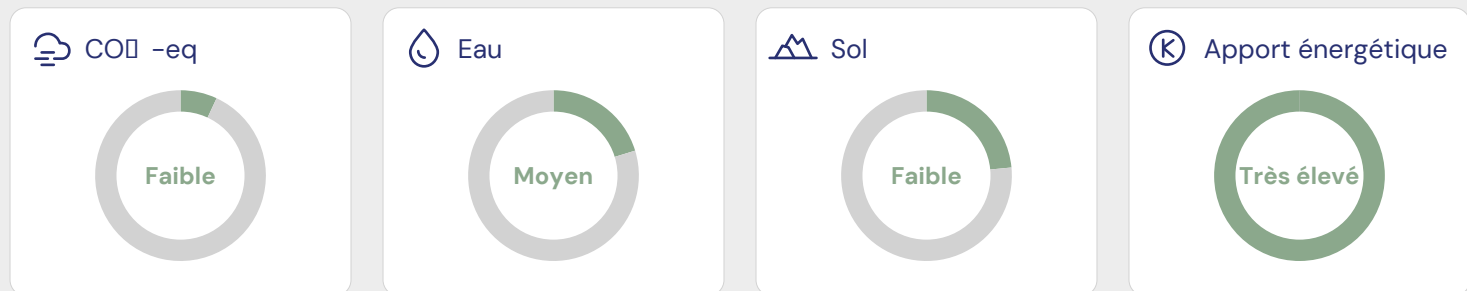 CO▯ -eq
Faible
Eau
Moyen
Sol
Faible
Apport énergétique
Très élevé